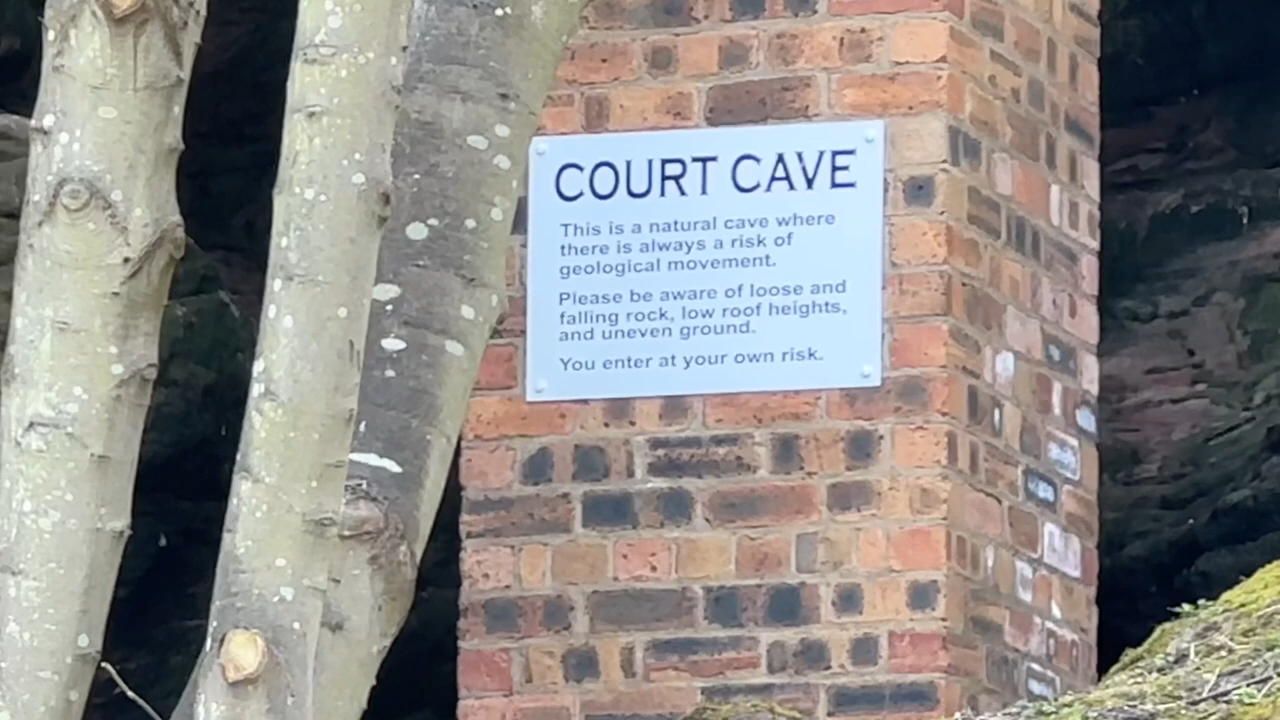 COURT CAVE
This is a natural cave where
there is always a risk of
geological movement.
Please be aware of loose and
falling rock, low roof heights,
and uneven ground.
You enter at your own risk.